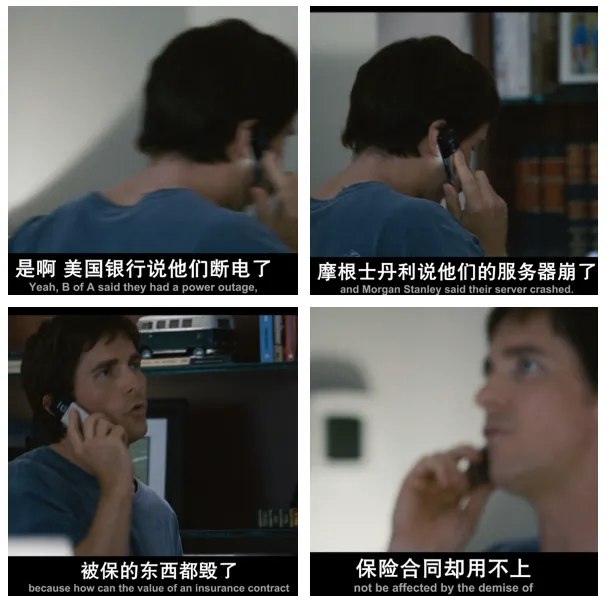 是啊 美国银行说他们断电了
Yeah, B of A said they had a power outage,
摩根士丹利说他们的服务器崩了
and Morgan Stanley said their server crashed.
被保的东西都毁了
because how can the value of an insurance contract
保险合同却用不上
not be affected by the demise of